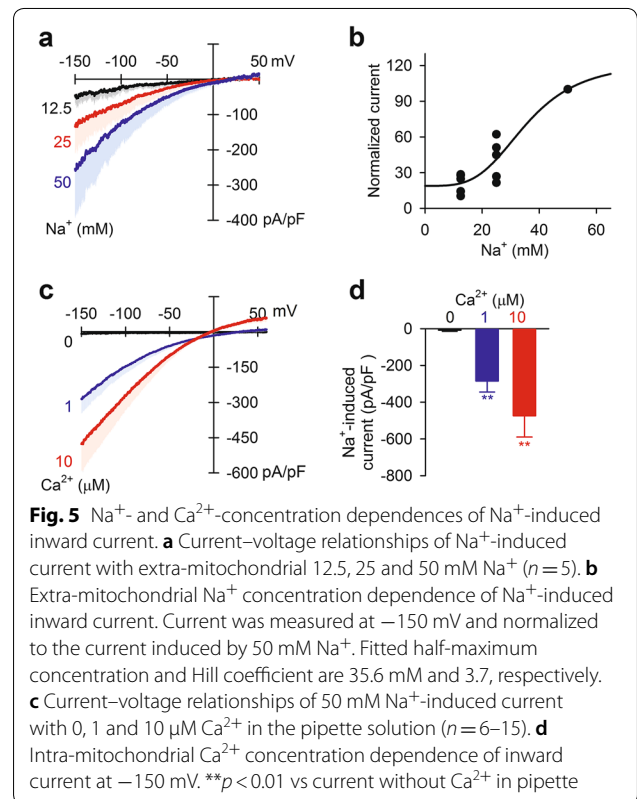 a
-150 -100 -50 50 mV
12.5
25
50
-100
-200
-300
-400 pA/pF
Na⁺ (mM)
b
Normalized current
120
90
60
30
0
0 20 40 60
Na⁺ (mM)
c
-150 -100 -50 50 mV
0
1
10
-150
-300
-450
-600 pA/pF
Ca²⁺ (μM)
d
Ca²⁺ (μM)
0 1 10
Na⁺-induced
current (pA/pF)
0
-200
-400
-600
-800
**
**
Fig. 5 Na⁺- and Ca²⁺-concentration dependences of Na⁺-induced
inward current. a Current–voltage relationships of Na⁺-induced
current with extra-mitochondrial 12.5, 25 and 50 mM Na⁺ (n = 5). b
Extra-mitochondrial Na⁺ concentration dependence of Na⁺-induced
inward current. Current was measured at −150 mV and normalized
to the current induced by 50 mM Na⁺. Fitted half-maximum
concentration and Hill coefficient are 35.6 mM and 3.7, respectively.
c Current–voltage relationships of 50 mM Na⁺-induced current
with 0, 1 and 10 μM Ca²⁺ in the pipette solution (n = 6–15). d
Intra-mitochondrial Ca²⁺ concentration dependence of inward
current at −150 mV. **p < 0.01 vs current without Ca²⁺ in pipette